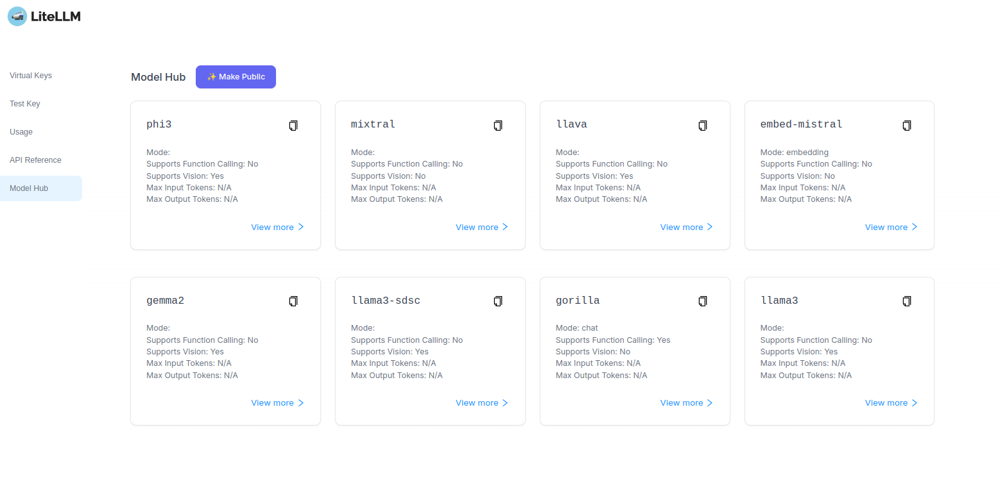 LiteLLM
Virtual Keys
Test Key
Usage
API Reference
Model Hub
Model Hub
✨ Make Public
phi3
Mode:
Supports Function Calling: No
Supports Vision: Yes
Max Input Tokens: N/A
Max Output Tokens: N/A
View more
mixtral
Mode:
Supports Function Calling: No
Supports Vision: No
Max Input Tokens: N/A
Max Output Tokens: N/A
View more
llava
Mode:
Supports Function Calling: No
Supports Vision: Yes
Max Input Tokens: N/A
Max Output Tokens: N/A
View more
embed-mistral
Mode: embedding
Supports Function Calling: No
Supports Vision: No
Max Input Tokens: N/A
Max Output Tokens: N/A
View more
gemma2
Mode:
Supports Function Calling: No
Supports Vision: Yes
Max Input Tokens: N/A
Max Output Tokens: N/A
View more
llama3-sdsc
Mode:
Supports Function Calling: No
Supports Vision: Yes
Max Input Tokens: N/A
Max Output Tokens: N/A
View more
gorilla
Mode: chat
Supports Function Calling: Yes
Supports Vision: No
Max Input Tokens: N/A
Max Output Tokens: N/A
View more
llama3
Mode:
Supports Function Calling: No
Supports Vision: Yes
Max Input Tokens: N/A
Max Output Tokens: N/A
View more